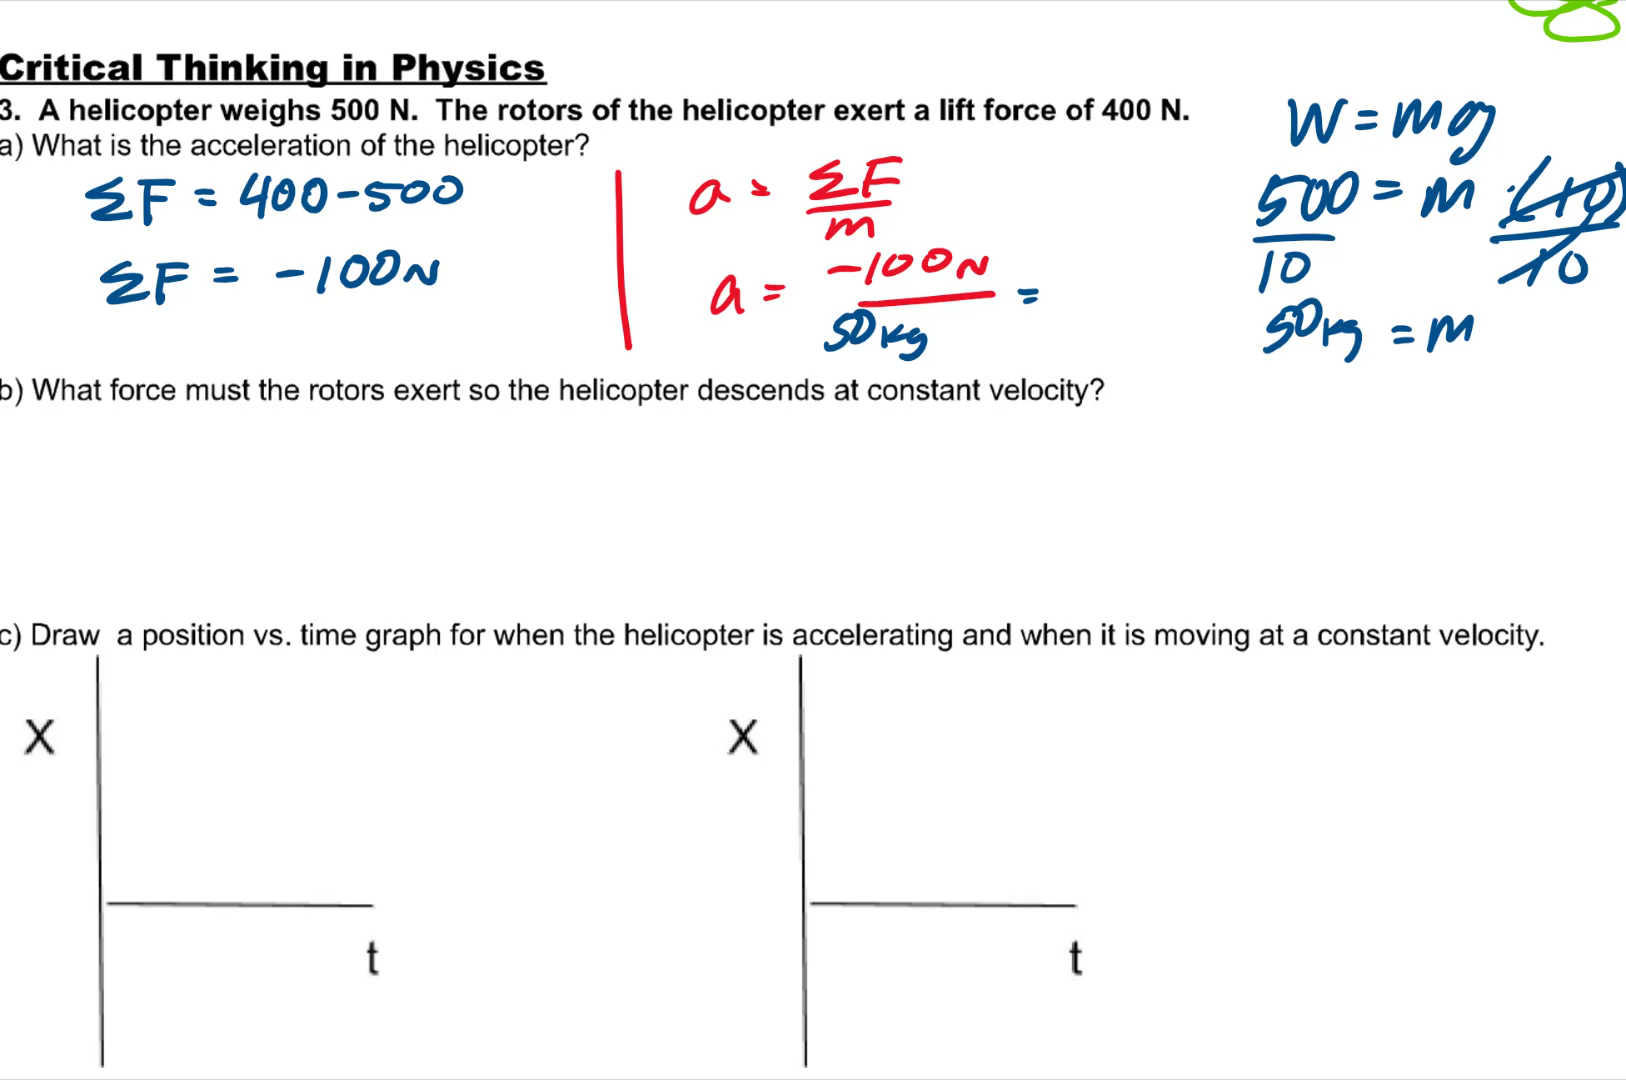 Critical Thinking in Physics
3. A helicopter weighs 500 N. The rotors of the helicopter exert a lift force of 400 N.
a) What is the acceleration of the helicopter?
ΣF = 400-500
ΣF = -100N
a = ΣF
m
a = -100N =
50kg
W = mg
500 = m · (10)
10 10
50kg = m
b) What force must the rotors exert so the helicopter descends at constant velocity?
c) Draw a position vs. time graph for when the helicopter is accelerating and when it is moving at a constant velocity.
X X
t t